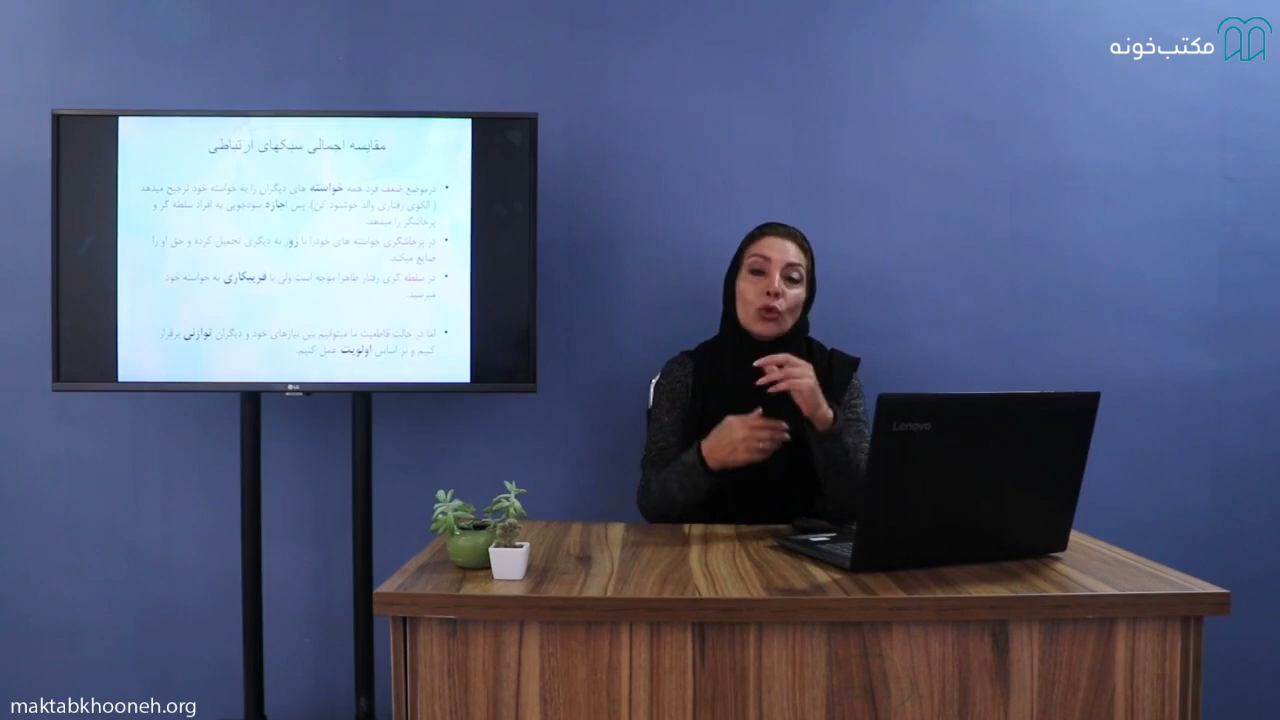 مکتب‌خونه
مقایسه اجمالی سبکهای ارتباطی
• درموضع ضعف فرد همه خواسته های دیگران را به خواسته خود ترجیح میدهد
( الگوی رفتاری والد خوشنود کن). پس اجازه سودجویی به افراد سلطه گر و
پرخاشگر را میدهد.
• در پرخاشگری خواسته های خودرا با زور به دیگری تحمیل کرده و حق او را
ضایع میکند.
• در سلطه گری رفتار ظاهرا موجه است ولی با فریبکاری به خواسته خود
میرسید.
• اما در حالت قاطعیت ما میتوانیم بین نیازهای خود و دیگران توازنی برقرار
کنیم و بر اساس اولویت عمل کنیم.
LG
Lenovo
maktabkhooneh.org